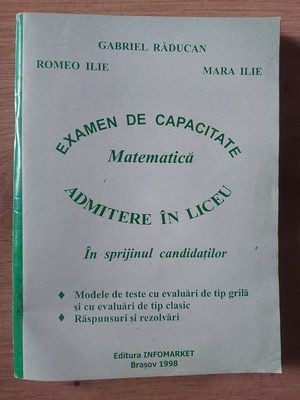 GABRIEL RĂDUCAN
ROMEO ILIE
MARA ILIE
EXAMEN DE CAPACITATE
Matematică
ADMITERE ÎN LICEU
În sprijinul candidaților
♦ Modele de teste cu evaluări de tip grilă
și cu evaluări de tip clasic
♦ Răspunsuri și rezolvări
Editura INFOMARKET
Brașov 1998